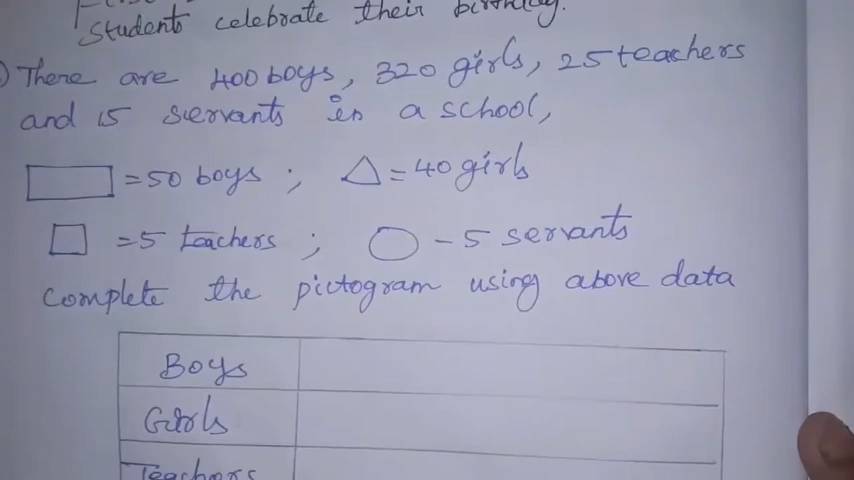 Students celebrate their birthday.
There are 400 boys, 320 girls, 25 teachers
and 15 servants in a school,
= 50 boys ; △ = 40 girls
= 5 teachers ; - 5 servants
complete the pictogram using above data
Boys
Girls
Teachers